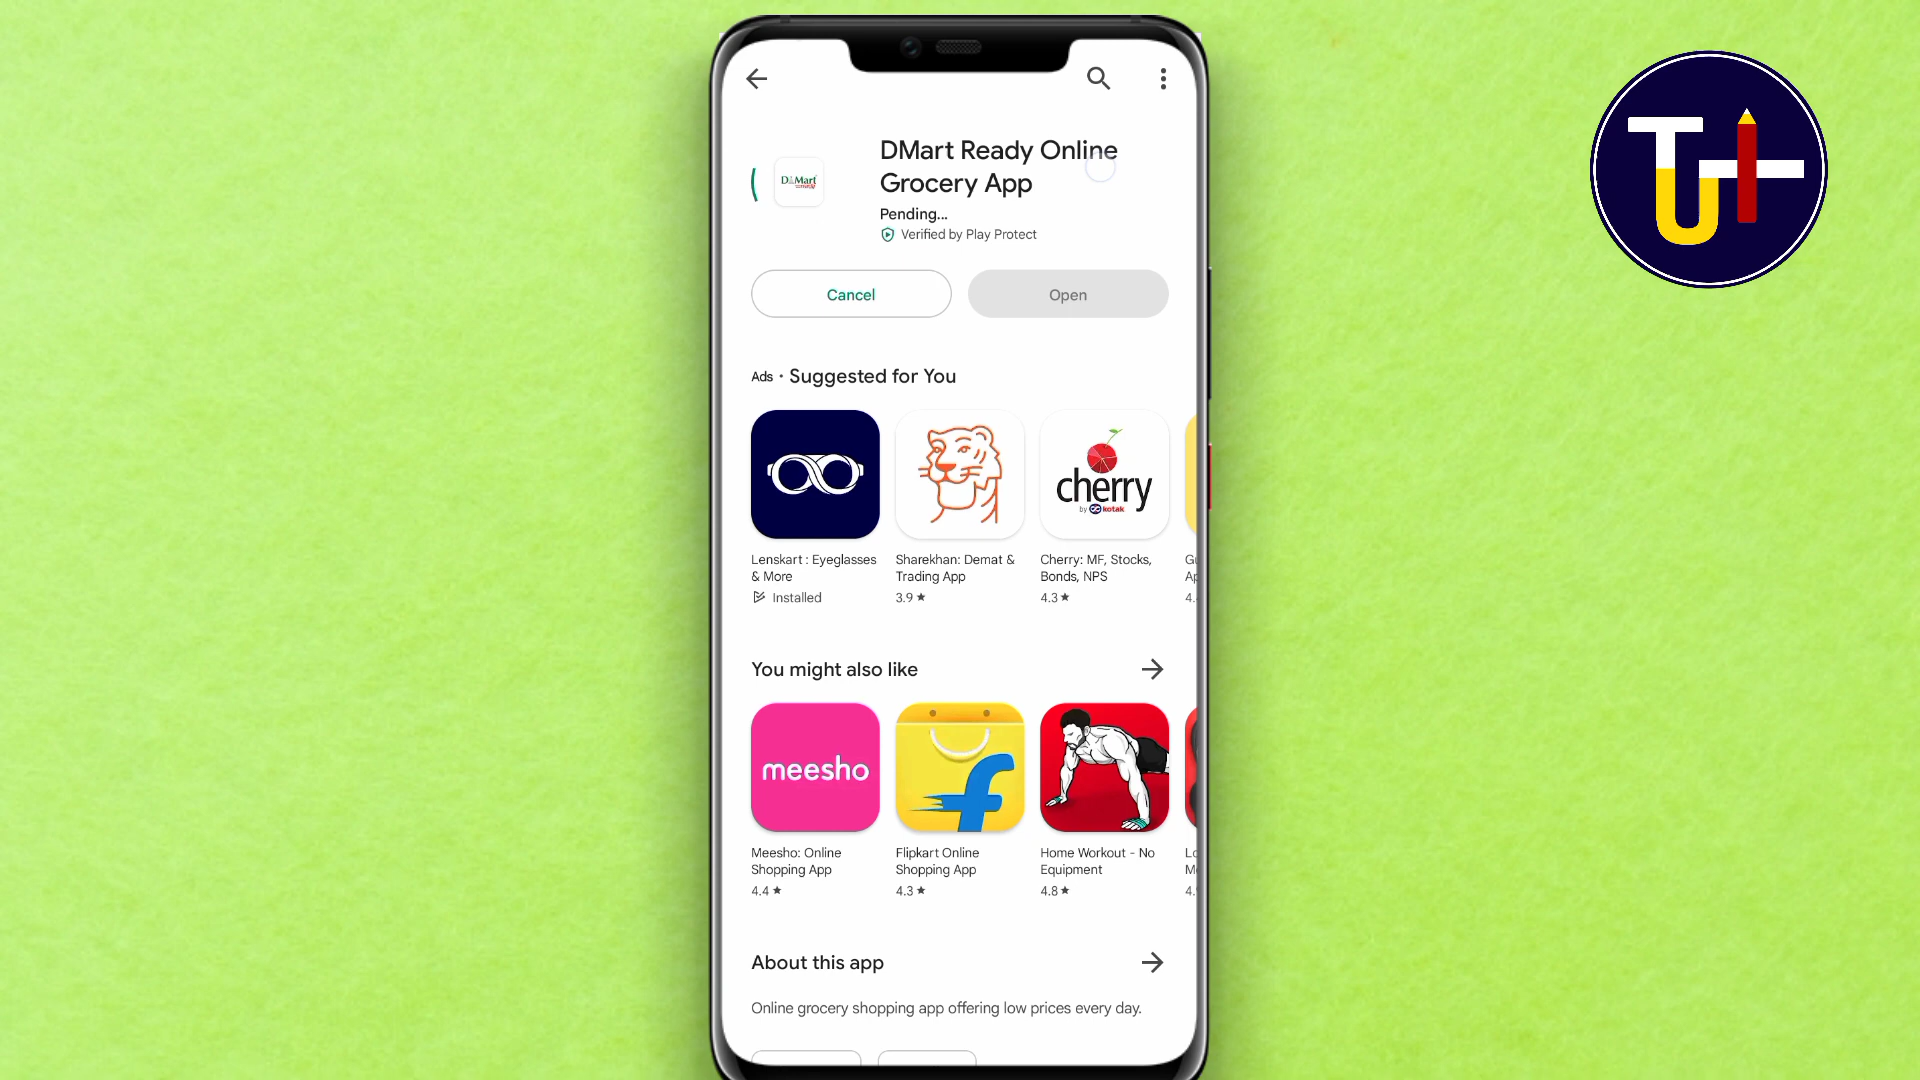 DMart Ready Online
Grocery App
Pending...
Verified by Play Protect
D Mart
Cancel
Open
Ads • Suggested for You
cherry
by kotak
Lenskart : Eyeglasses
& More
Installed
Sharekhan: Demat &
Trading App
3.9 ★
Cherry: MF, Stocks,
Bonds, NPS
4.3 ★
You might also like
meesho
f
Meesho: Online
Shopping App
4.4 ★
Flipkart Online
Shopping App
4.3 ★
Home Workout - No
Equipment
4.8 ★
About this app
Online grocery shopping app offering low prices every day.
TUT